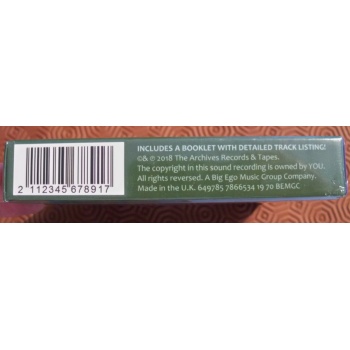 INCLUDES A BOOKLET WITH DETAILED TRACK LISTING!
©& ℗ 2018 The Archives Records & Tapes.
The copyright in this sound recording is owned by YOU.
All rights reversed. A Big Ego Music Group Company.
Made in the U.K. 649785 7866534 19 70 BEMGC
2 112345 678917